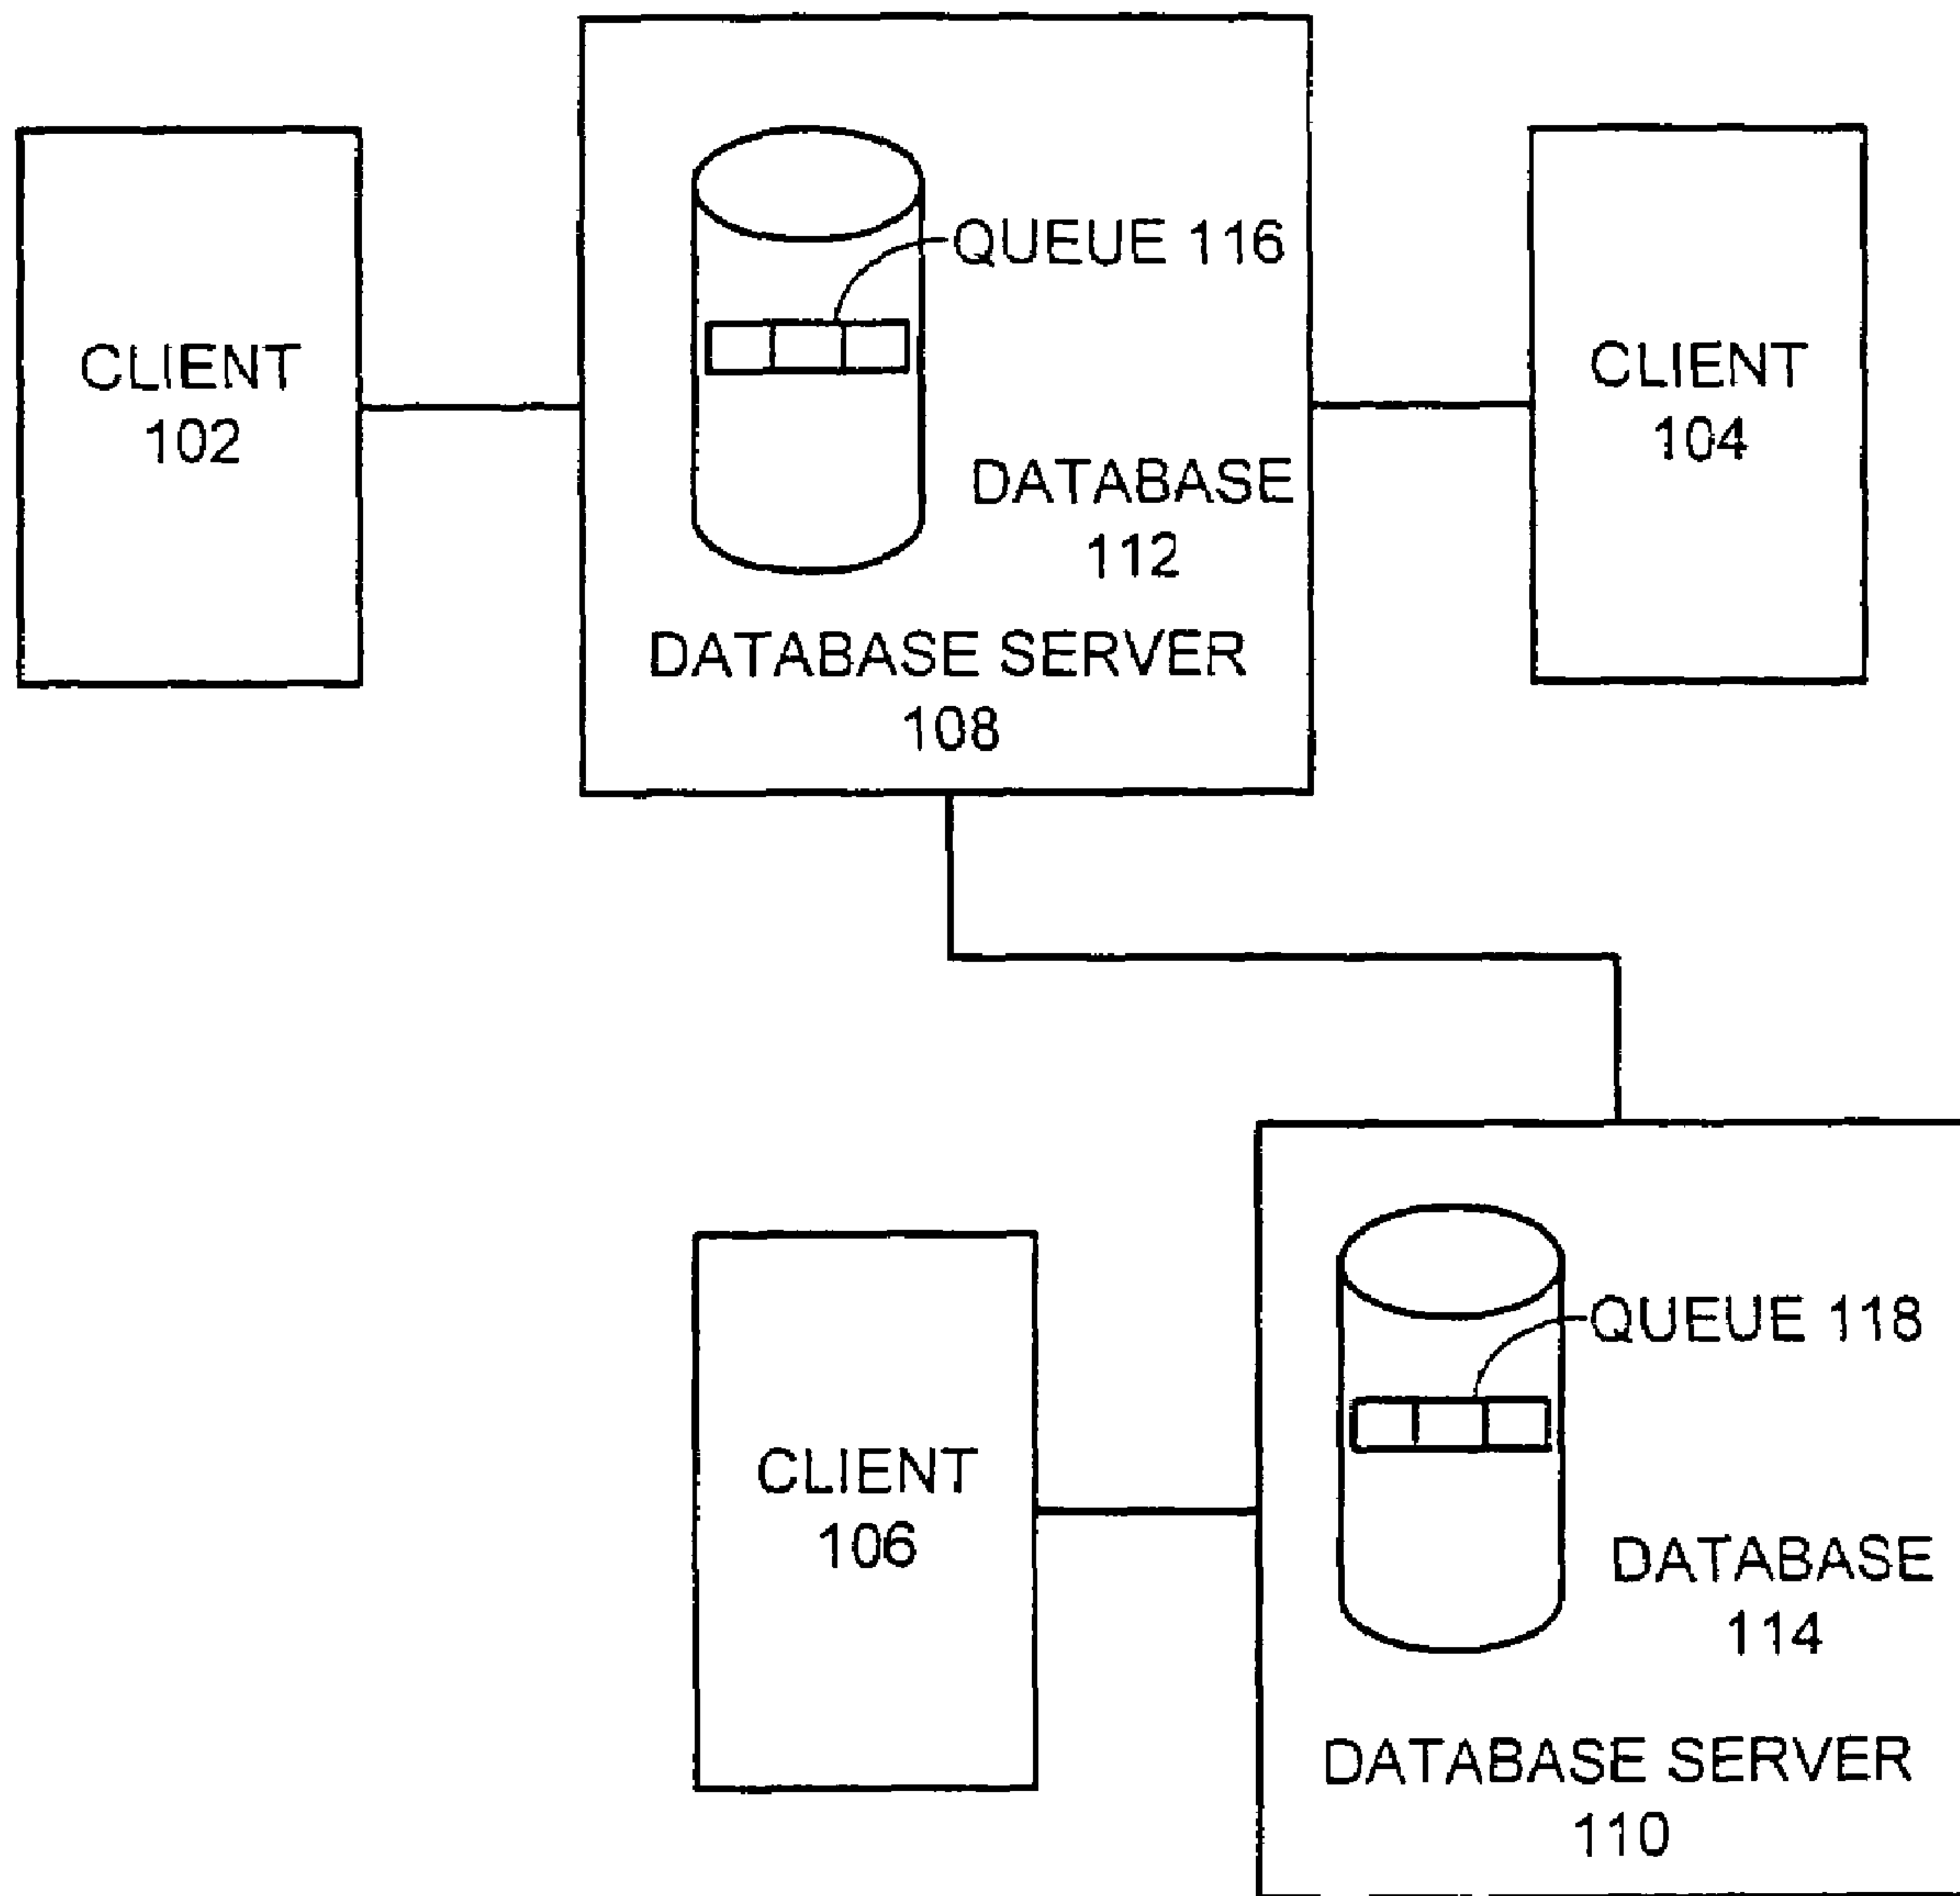 QUEUE 116
CLIENT
102
CLIENT
104
DATABASE
112
DATABASE SERVER
108
QUEUE 118
CLIENT
106
DATABASE
114
DATABASE SERVER
110